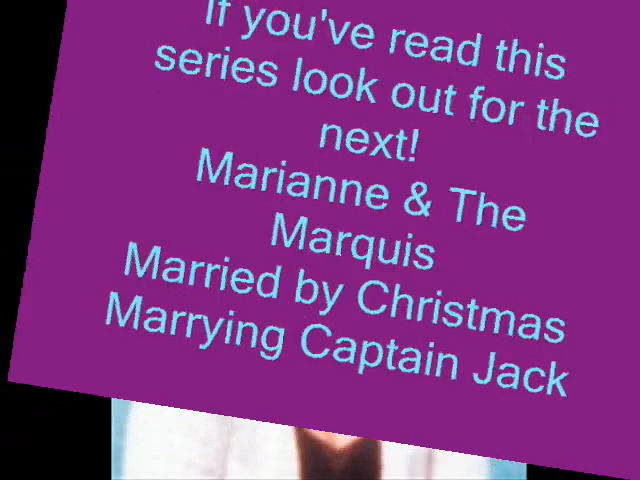 If you've read this
series look out for the
next!
Marianne & The
Marquis
Married by Christmas
Marrying Captain Jack